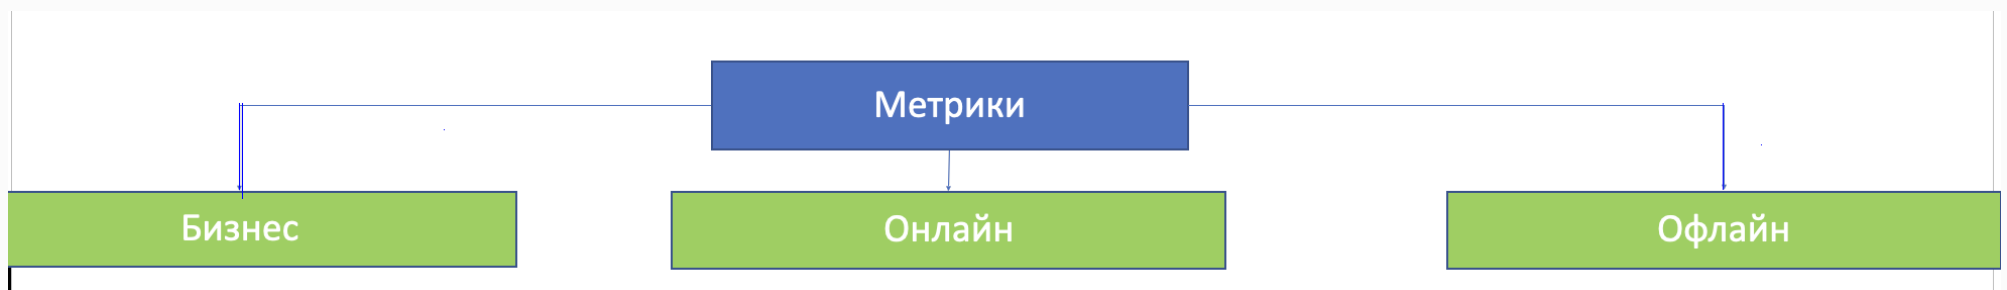 Метрики
Бизнес
Онлайн
Офлайн